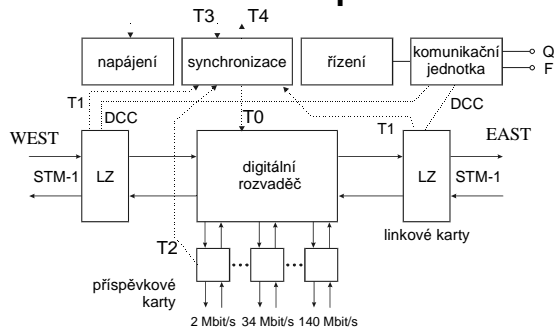 T3 T4
napájení
synchronizace
řízení
komunikační
jednotka
Q
F
T1
DCC
T0
T1
DCC
WEST
EAST
STM-1
LZ
digitální
rozvaděč
LZ
STM-1
linkové karty
T2
příspěvkové
karty
2 Mbit/s 34 Mbit/s 140 Mbit/s